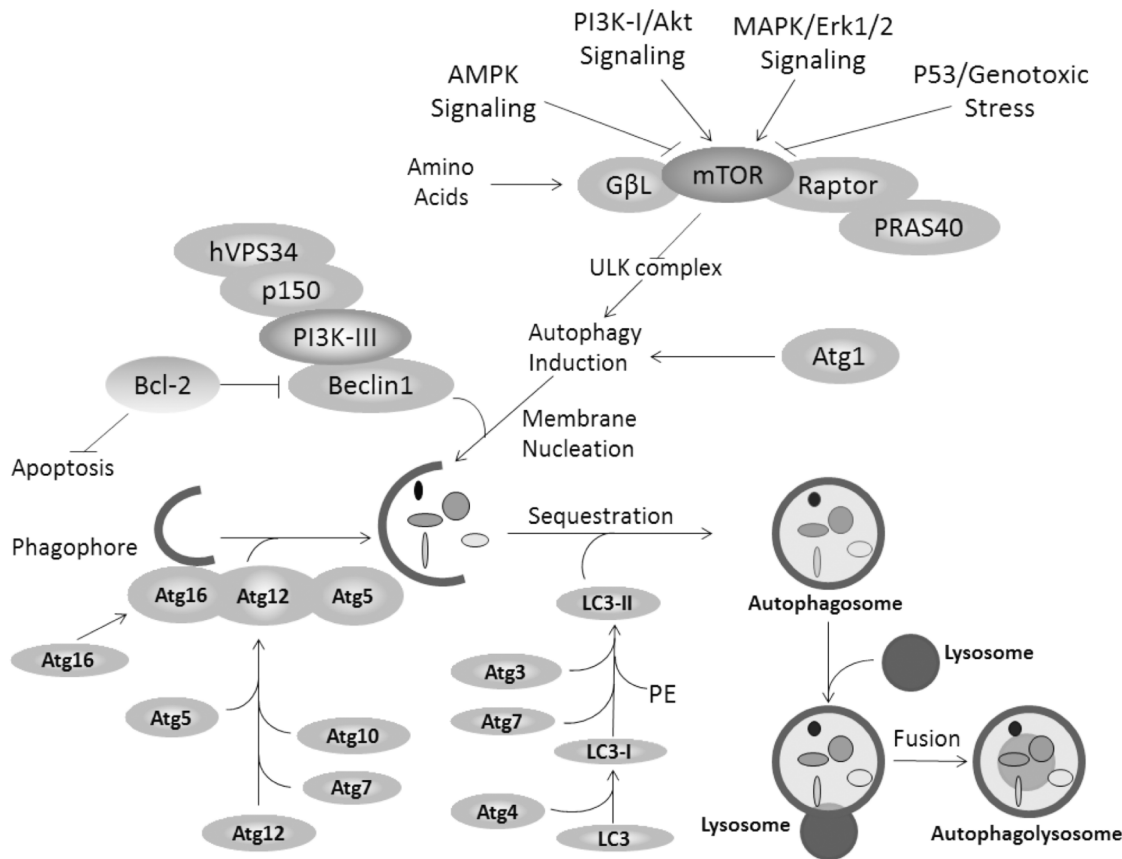 PI3K-I/Akt
Signaling
MAPK/Erk1/2
Signaling
AMPK
Signaling
P53/Genotoxic
Stress
Amino
Acids
GβL
mTOR
Raptor
PRAS40
hVPS34
p150
PI3K-III
Beclin1
Bcl-2
Apoptosis
ULK complex
Autophagy
Induction
Atg1
Membrane
Nucleation
Phagophore
Sequestration
Atg16
Atg12
Atg5
Atg16
Atg5
Atg10
Atg7
Atg12
LC3-II
Atg3
PE
Atg7
LC3-I
Atg4
LC3
Autophagosome
Lysosome
Fusion
Lysosome
Autophagolysosome